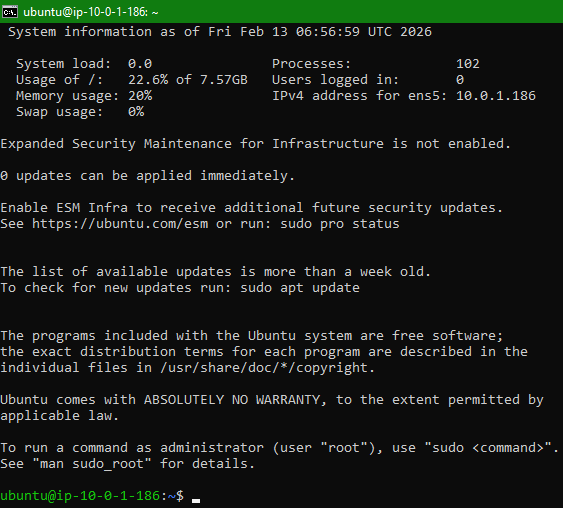 ubuntu@ip-10-0-1-186: ~
System information as of Fri Feb 13 06:56:59 UTC 2026
System load:  0.0               Processes:             102
Usage of /:   22.6% of 7.57GB   Users logged in:       0
Memory usage: 20%               IPv4 address for ens5: 10.0.1.186
Swap usage:   0%
Expanded Security Maintenance for Infrastructure is not enabled.
0 updates can be applied immediately.
Enable ESM Infra to receive additional future security updates.
See https://ubuntu.com/esm or run: sudo pro status
The list of available updates is more than a week old.
To check for new updates run: sudo apt update
The programs included with the Ubuntu system are free software;
the exact distribution terms for each program are described in the
individual files in /usr/share/doc/*/copyright.
Ubuntu comes with ABSOLUTELY NO WARRANTY, to the extent permitted by
applicable law.
To run a command as administrator (user "root"), use "sudo <command>".
See "man sudo_root" for details.
ubuntu@ip-10-0-1-186:~$